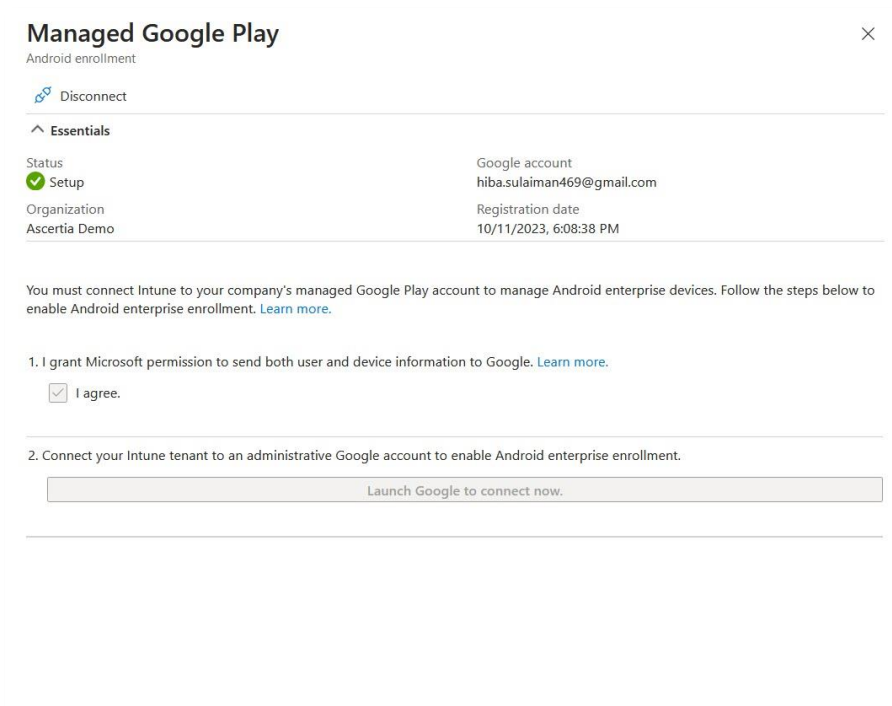 Managed Google Play
Android enrollment
Disconnect
Essentials
Status
Setup
Google account
hiba.sulaiman469@gmail.com
Organization
Ascertia Demo
Registration date
10/11/2023, 6:08:38 PM
You must connect Intune to your company's managed Google Play account to manage Android enterprise devices. Follow the steps below to
enable Android enterprise enrollment. Learn more.
1. I grant Microsoft permission to send both user and device information to Google. Learn more.
I agree.
2. Connect your Intune tenant to an administrative Google account to enable Android enterprise enrollment.
Launch Google to connect now.